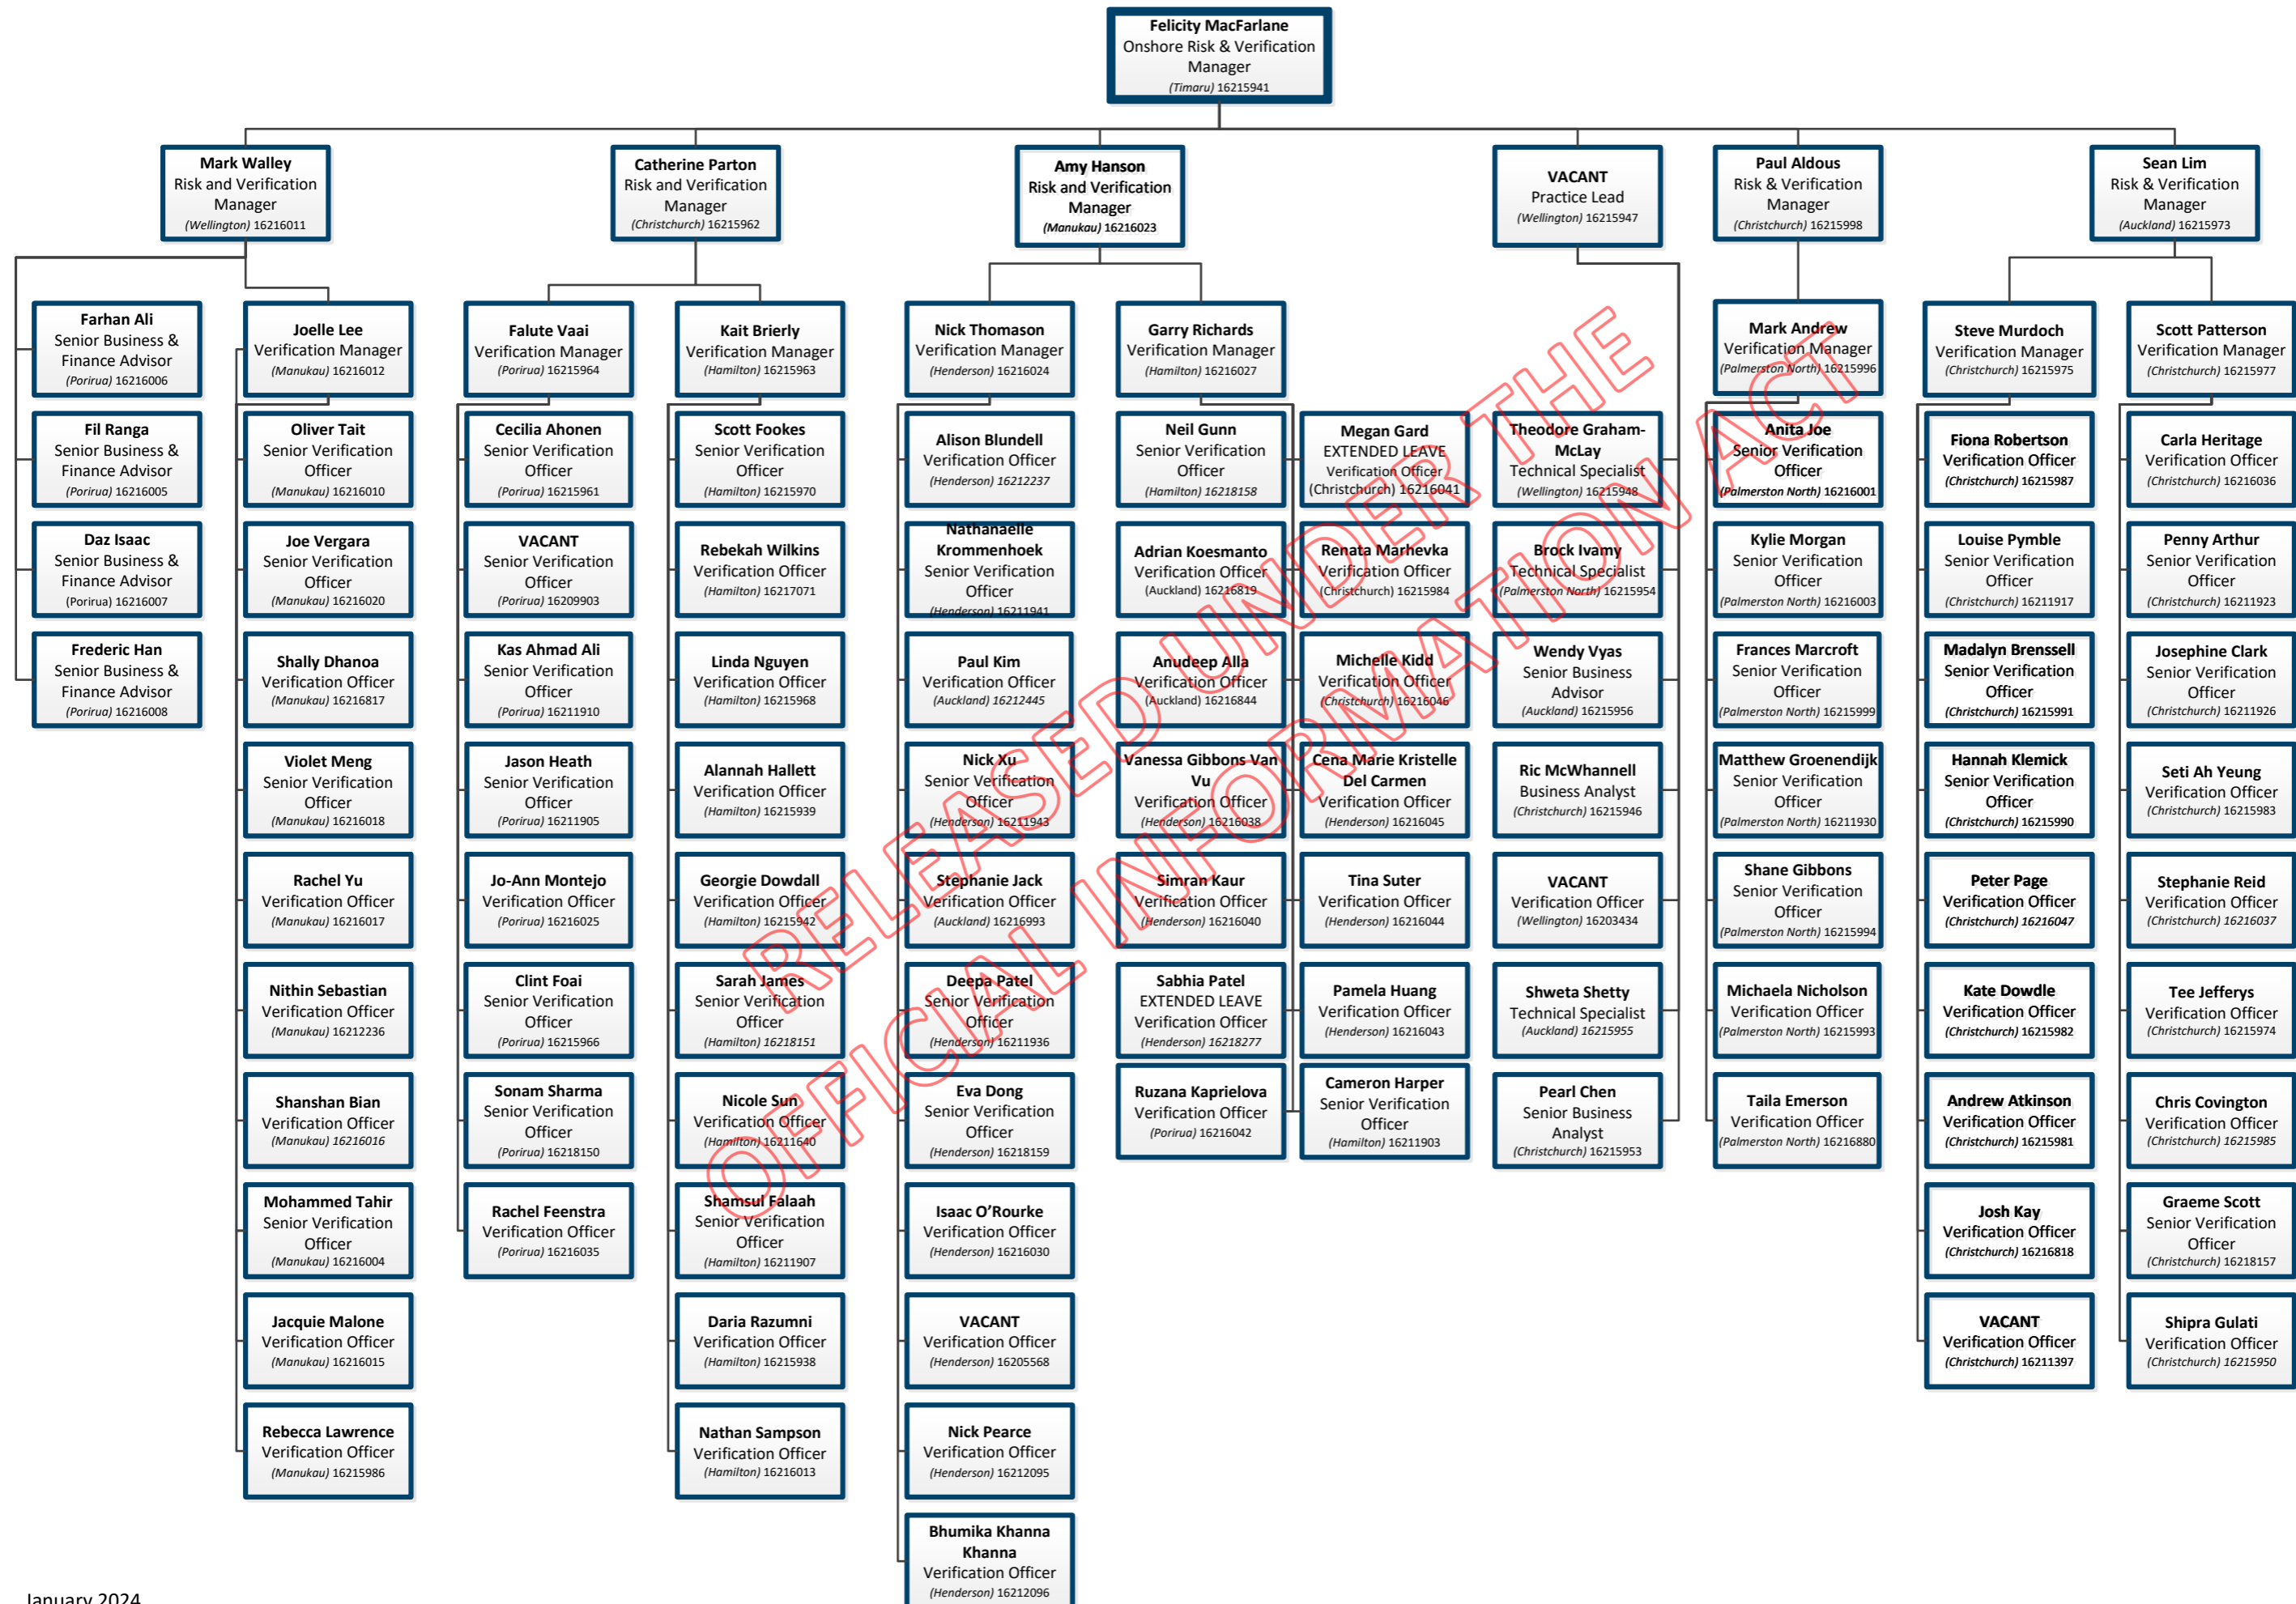 Felicity MacFarlane
Onshore Risk & Verification
Manager
(Timaru) 16215941
Mark Walley
Risk and Verification
Manager
(Wellington) 16216011
Catherine Parton
Risk and Verification
Manager
(Christchurch) 16215962
Amy Hanson
Risk and Verification
Manager
(Manukau) 16216023
VACANT
Practice Lead
(Wellington) 16215947
Paul Aldous
Risk & Verification
Manager
(Christchurch) 16215998
Sean Lim
Risk & Verification
Manager
(Auckland) 16215973
Farhan Ali
Senior Business &
Finance Advisor
(Porirua) 16216006
Fil Ranga
Senior Business &
Finance Advisor
(Porirua) 16216005
Daz Isaac
Senior Business &
Finance Advisor
(Porirua) 16216007
Frederic Han
Senior Business &
Finance Advisor
(Porirua) 16216008
Joelle Lee
Verification Manager
(Manukau) 16216012
Oliver Tait
Senior Verification
Officer
(Manukau) 16216010
Joe Vergara
Senior Verification
Officer
(Manukau) 16216020
Shally Dhanoa
Verification Officer
(Manukau) 16216817
Violet Meng
Senior Verification
Officer
(Manukau) 16216018
Rachel Yu
Verification Officer
(Manukau) 16216017
Nithin Sebastian
Verification Officer
(Manukau) 16212236
Shanshan Bian
Verification Officer
(Manukau) 16216016
Mohammed Tahir
Senior Verification
Officer
(Manukau) 16216004
Jacquie Malone
Verification Officer
(Manukau) 16216015
Rebecca Lawrence
Verification Officer
(Manukau) 16215986
Falute Vaai
Verification Manager
(Porirua) 16215964
Cecilia Ahonen
Senior Verification
Officer
(Porirua) 16215961
VACANT
Senior Verification
Officer
(Porirua) 16209903
Kas Ahmad Ali
Senior Verification
Officer
(Porirua) 16211910
Jason Heath
Senior Verification
Officer
(Porirua) 16211905
Jo-Ann Montejo
Verification Officer
(Porirua) 16216025
Clint Foai
Senior Verification
Officer
(Porirua) 16215966
Sonam Sharma
Senior Verification
Officer
(Porirua) 16218150
Rachel Feenstra
Verification Officer
(Porirua) 16216035
Kait Brierly
Verification Manager
(Hamilton) 16215963
Scott Fookes
Senior Verification
Officer
(Hamilton) 16215970
Rebekah Wilkins
Verification Officer
(Hamilton) 16217071
Linda Nguyen
Verification Officer
(Hamilton) 16215968
Alannah Hallett
Verification Officer
(Hamilton) 16215939
Georgie Dowdall
Verification Officer
(Hamilton) 16215942
Sarah James
Senior Verification
Officer
(Hamilton) 16218151
Nicole Sun
Verification Officer
(Hamilton) 16211640
Shamsul Falaah
Senior Verification
Officer
(Hamilton) 16211907
Daria Razumni
Verification Officer
(Hamilton) 16215938
Nathan Sampson
Verification Officer
(Hamilton) 16216013
Nick Thomason
Verification Manager
(Henderson) 16216024
Alison Blundell
Verification Officer
(Henderson) 16212237
Nathanaelle
Krommenhoek
Senior Verification
Officer
(Henderson) 16211941
Paul Kim
Verification Officer
(Auckland) 16212445
Nick Xu
Senior Verification
Officer
(Henderson) 16211943
Stephanie Jack
Verification Officer
(Auckland) 16216993
Deepa Patel
Senior Verification
Officer
(Henderson) 16211936
Eva Dong
Senior Verification
Officer
(Henderson) 16218159
Isaac O’Rourke
Verification Officer
(Henderson) 16216030
VACANT
Verification Officer
(Henderson) 16205568
Nick Pearce
Verification Officer
(Henderson) 16212095
Bhumika Khanna
Khanna
Verification Officer
(Henderson) 16212096
Garry Richards
Verification Manager
(Hamilton) 16216027
Neil Gunn
Senior Verification
Officer
(Hamilton) 16218158
Adrian Koesmanto
Verification Officer
(Auckland) 16216819
Anudeep Alla
Verification Officer
(Auckland) 16216844
Vanessa Gibbons Van
Vu
Verification Officer
(Henderson) 16216038
Simran Kaur
Verification Officer
(Henderson) 16216040
Sabhia Patel
EXTENDED LEAVE
Verification Officer
(Henderson) 16218277
Ruzana Kaprielova
Verification Officer
(Porirua) 16216042
Megan Gard
EXTENDED LEAVE
Verification Officer
(Christchurch) 16216041
Renata Marhevka
Verification Officer
(Christchurch) 16215984
Michelle Kidd
Verification Officer
(Christchurch) 16216046
Cena Marie Kristelle
Del Carmen
Verification Officer
(Henderson) 16216045
Tina Suter
Verification Officer
(Henderson) 16216044
Pamela Huang
Verification Officer
(Henderson) 16216043
Cameron Harper
Senior Verification
Officer
(Hamilton) 16211903
Theodore Graham-
McLay
Technical Specialist
(Wellington) 16215948
Brock Ivamy
Technical Specialist
(Palmerston North) 16215954
Wendy Vyas
Senior Business
Advisor
(Auckland) 16215956
Ric McWhannell
Business Analyst
(Christchurch) 16215946
VACANT
Verification Officer
(Wellington) 16203434
Shweta Shetty
Technical Specialist
(Auckland) 16215955
Pearl Chen
Senior Business
Analyst
(Christchurch) 16215953
Mark Andrew
Verification Manager
(Palmerston North) 16215996
Anita Joe
Senior Verification
Officer
(Palmerston North) 16216001
Kylie Morgan
Senior Verification
Officer
(Palmerston North) 16216003
Frances Marcroft
Senior Verification
Officer
(Palmerston North) 16215999
Matthew Groenendijk
Senior Verification
Officer
(Palmerston North) 16211930
Shane Gibbons
Senior Verification
Officer
(Palmerston North) 16215994
Michaela Nicholson
Verification Officer
(Palmerston North) 16215993
Taila Emerson
Verification Officer
(Palmerston North) 16216880
Steve Murdoch
Verification Manager
(Christchurch) 16215975
Fiona Robertson
Verification Officer
(Christchurch) 16215987
Louise Pymble
Senior Verification
Officer
(Christchurch) 16211917
Madalyn Brenssell
Senior Verification
Officer
(Christchurch) 16215991
Hannah Klemick
Senior Verification
Officer
(Christchurch) 16215990
Peter Page
Verification Officer
(Christchurch) 16216047
Kate Dowdle
Verification Officer
(Christchurch) 16215982
Andrew Atkinson
Verification Officer
(Christchurch) 16215981
Josh Kay
Verification Officer
(Christchurch) 16216818
VACANT
Verification Officer
(Christchurch) 16211397
Scott Patterson
Verification Manager
(Christchurch) 16215977
Carla Heritage
Verification Officer
(Christchurch) 16216036
Penny Arthur
Senior Verification
Officer
(Christchurch) 16211923
Josephine Clark
Senior Verification
Officer
(Christchurch) 16211926
Seti Ah Yeung
Verification Officer
(Christchurch) 16215983
Stephanie Reid
Verification Officer
(Christchurch) 16216037
Tee Jefferys
Verification Officer
(Christchurch) 16215974
Chris Covington
Verification Officer
(Christchurch) 16215985
Graeme Scott
Senior Verification
Officer
(Christchurch) 16218157
Shipra Gulati
Verification Officer
(Christchurch) 16215950
RELEASED UNDER THE
OFFICIAL INFORMATION ACT
January 2024